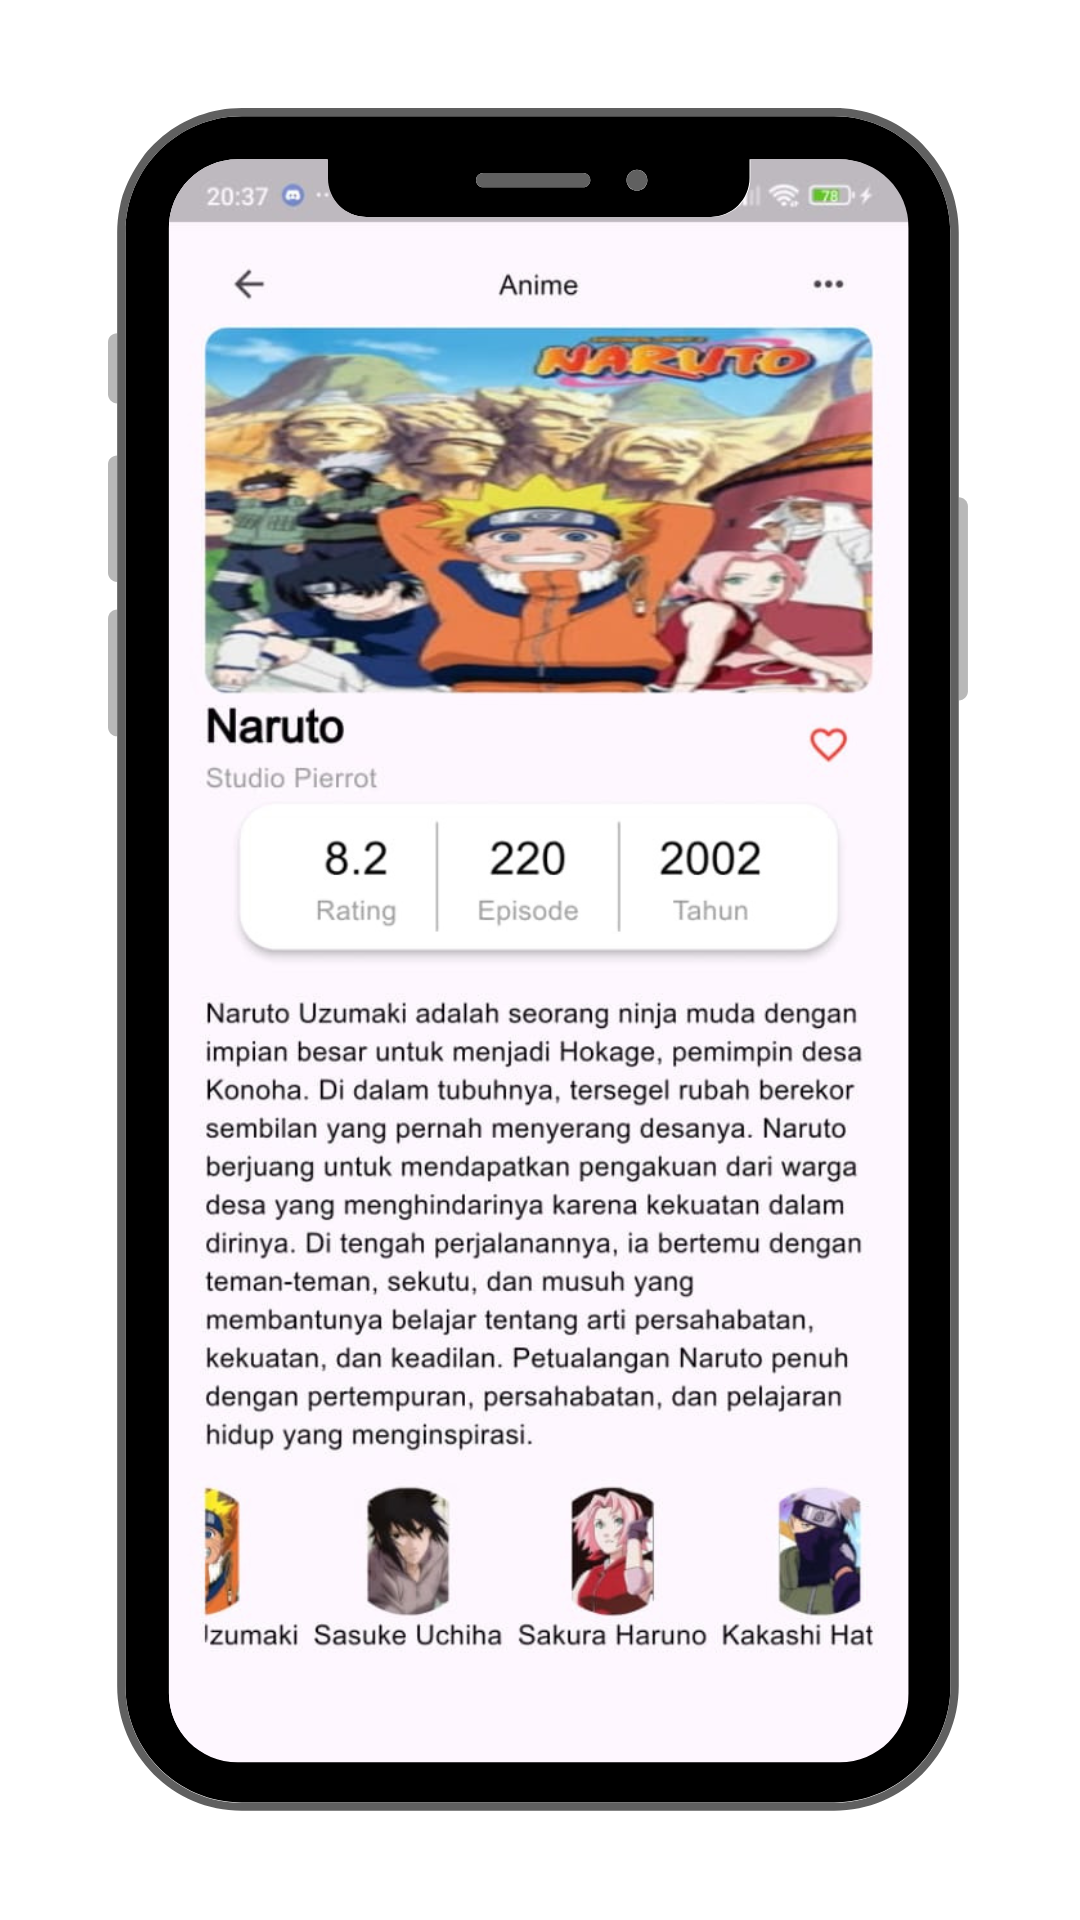 20:37
78
Anime
NARUTO
Naruto
Studio Pierrot
8.2 220 2002
Rating Episode Tahun
Naruto Uzumaki adalah seorang ninja muda dengan
impian besar untuk menjadi Hokage, pemimpin desa
Konoha. Di dalam tubuhnya, tersegel rubah berekor
sembilan yang pernah menyerang desanya. Naruto
berjuang untuk mendapatkan pengakuan dari warga
desa yang menghindarinya karena kekuatan dalam
dirinya. Di tengah perjalanannya, ia bertemu dengan
teman-teman, sekutu, dan musuh yang
membantunya belajar tentang arti persahabatan,
kekuatan, dan keadilan. Petualangan Naruto penuh
dengan pertempuran, persahabatan, dan pelajaran
hidup yang menginspirasi.
Uzumaki Sasuke Uchiha Sakura Haruno Kakashi Hat